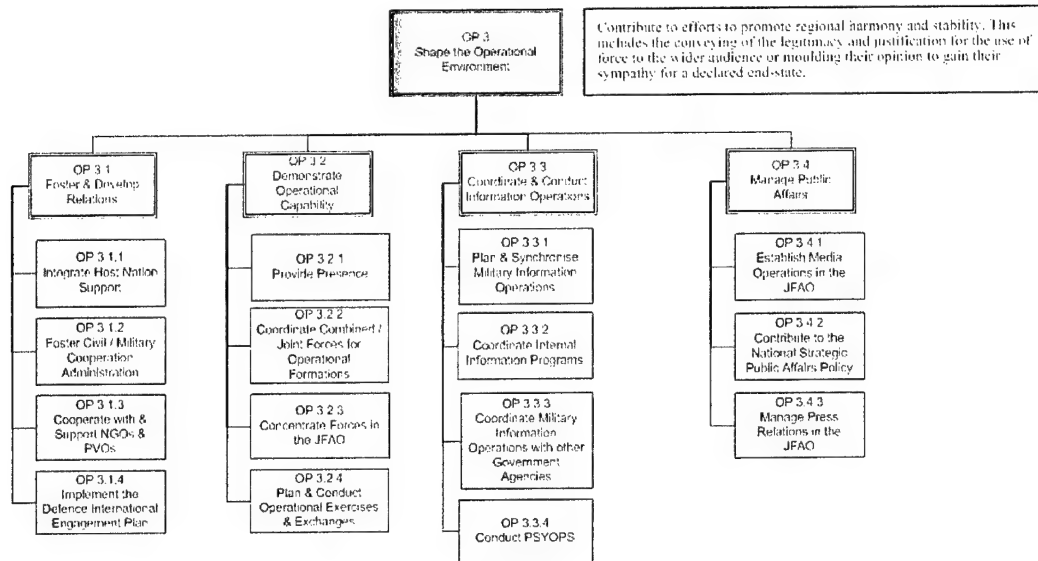 OP 3
Shape the Operational
Environment
Contribute to efforts to promote regional harmony and stability. This
includes the conveying of the legitimacy and justification for the use of
force to the wider audience or moulding their opinion to gain their
sympathy for a declared end-state.
OP 3.1
Foster & Develop
Relations
OP 3.1.1
Integrate Host Nation
Support
OP 3.1.2
Foster Civil / Military
Cooperation
Administration
OP 3.1.3
Cooperate with &
Support NGOs &
PVOs
OP 3.1.4
Implement the
Defence International
Engagement Plan
OP 3.2
Demonstrate
Operational
Capability
OP 3.2.1
Provide Presence
OP 3.2.2
Coordinate Combined /
Joint Forces for
Operational
Formations
OP 3.2.3
Concentrate Forces in
the JFAO
OP 3.2.4
Plan & Conduct
Operational Exercises
& Exchanges
OP 3.3
Coordinate & Conduct
Information Operations
OP 3.3.1
Plan & Synchronise
Military Information
Operations
OP 3.3.2
Coordinate Internal
Information Programs
OP 3.3.3
Coordinate Military
Information
Operations with other
Government
Agencies
OP 3.3.4
Conduct PSYOPS
OP 3.4
Manage Public
Affairs
OP 3.4.1
Establish Media
Operations in the
JFAO
OP 3.4.2
Contribute to the
National Strategic
Public Affairs Policy
OP 3.4.3
Manage Press
Relations in the
JFAO